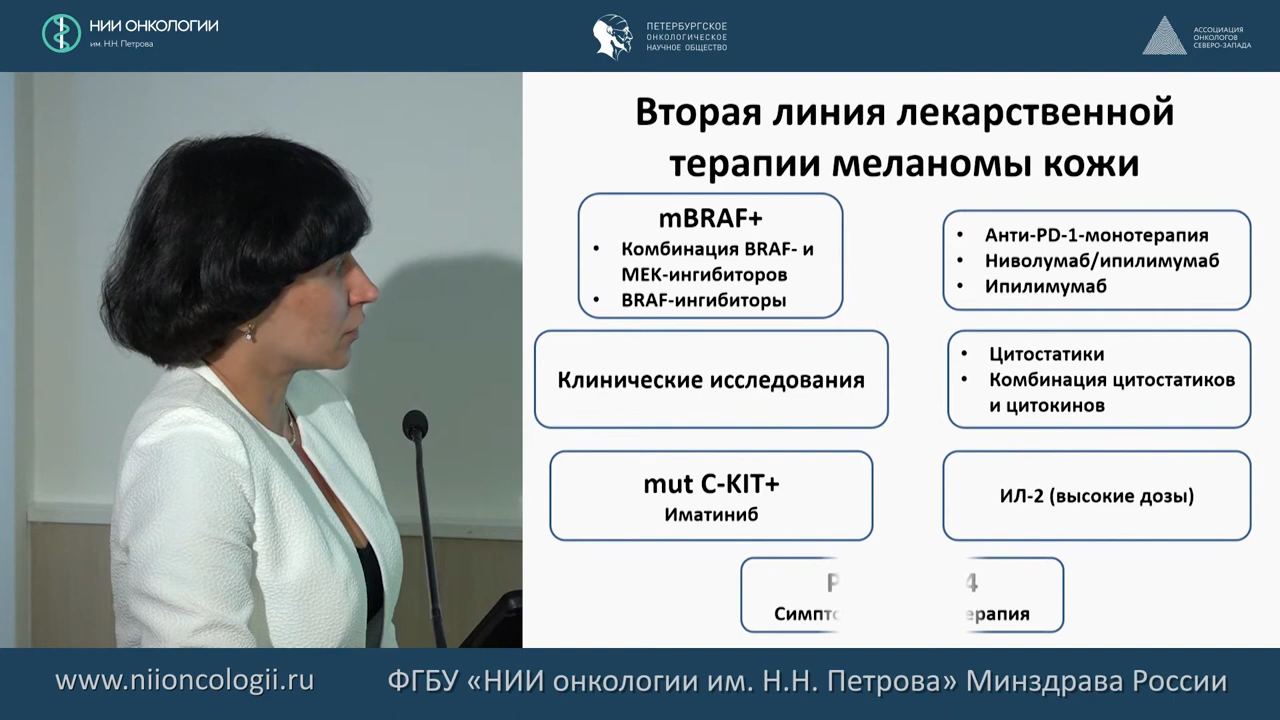 НИИ ОНКОЛОГИИ
им. Н.Н. Петрова
ПЕТЕРБУРГСКОЕ
ОНКОЛОГИЧЕСКОЕ
НАУЧНОЕ ОБЩЕСТВО
АССОЦИАЦИЯ
ОНКОЛОГОВ
СЕВЕРО-ЗАПАДА
Вторая линия лекарственной
терапии меланомы кожи
mBRAF+
• Комбинация BRAF- и
MEK-ингибиторов
• BRAF-ингибиторы
• Анти-PD-1-монотерапия
• Ниволумаб/ипилимумаб
• Ипилимумаб
Клинические исследования
• Цитостатики
• Комбинация цитостатиков
и цитокинов
mut C-KIT+
Иматиниб
ИЛ-2 (высокие дозы)
www.niioncologii.ru
ФГБУ «НИИ онкологии им. Н.Н. Петрова» Минздрава России